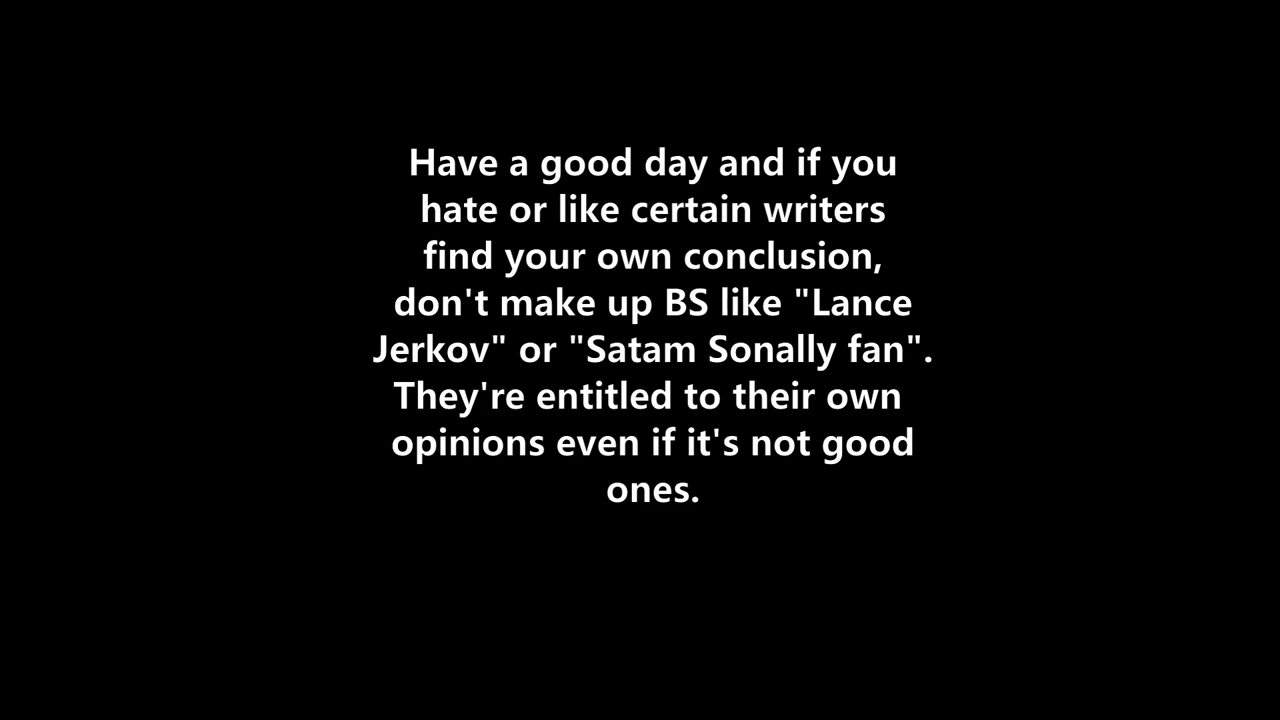 Have a good day and if you
hate or like certain writers
find your own conclusion,
don't make up BS like "Lance
Jerkov" or "Satam Sonally fan".
They're entitled to their own
opinions even if it's not good
ones.